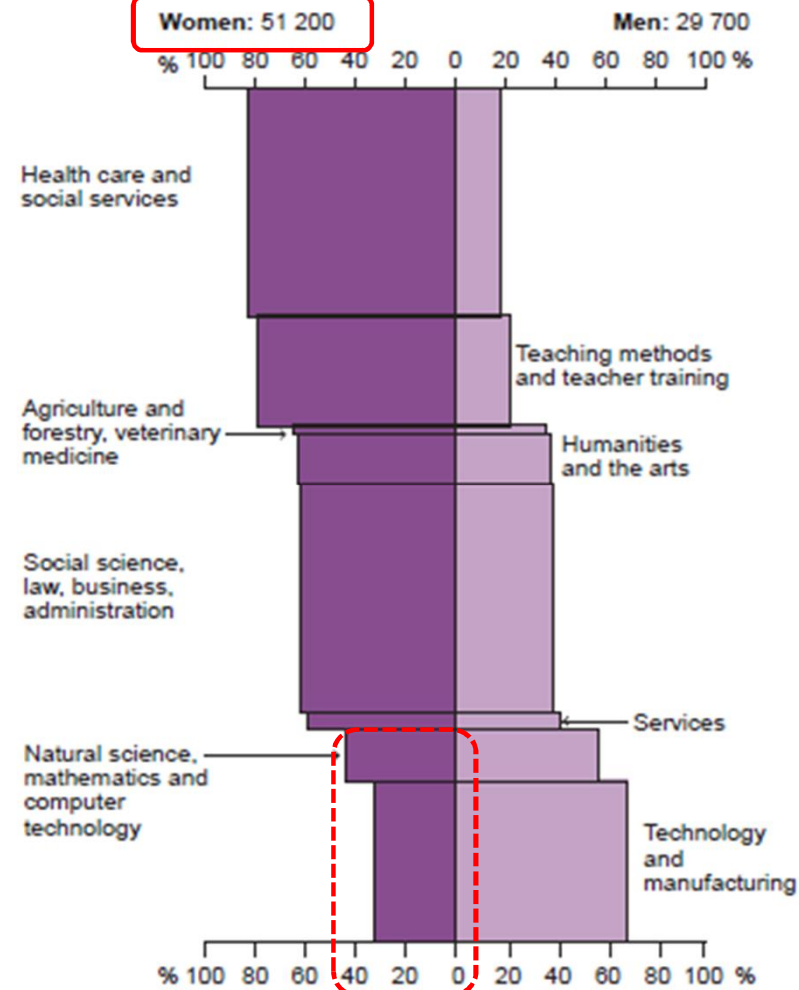 Women: 51 200
Men: 29 700
% 100 80 60 40 20 0 20 40 60 80 100 %
Health care and
social services
Teaching methods
and teacher training
Agriculture and
forestry, veterinary
medicine
Humanities
and the arts
Social science,
law, business,
administration
Services
Natural science,
mathematics and
computer
technology
Technology
and
manufacturing
% 100 80 60 40 20 0 20 40 60 80 100 %